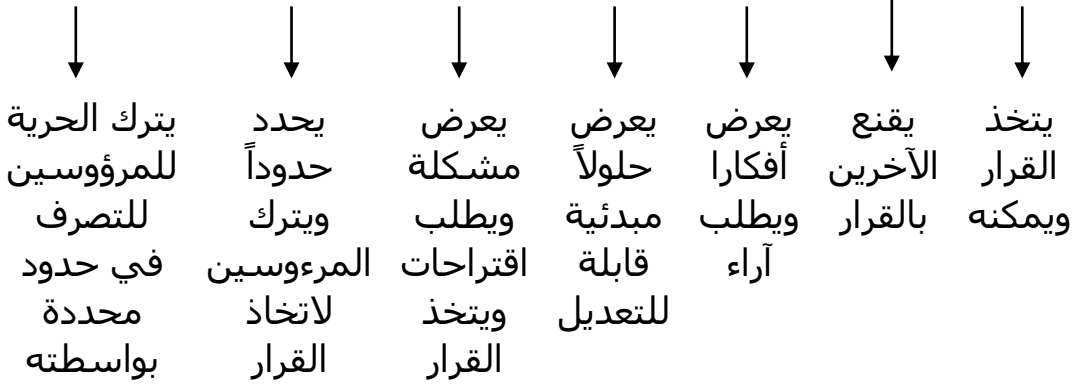 يتخذ
القرار
ويمكنه
يقنع
الآخرين
بالقرار
يعرض
أفكارا
ويطلب
آراء
يعرض
حلولاً
مبدئية
قابلة
للتعديل
يعرض
مشكلة
ويطلب
اقتراحات
ويتخذ
القرار
يحدد
حدوداً
ويترك
المرءوسين
لاتخاذ
القرار
يترك الحرية
للمرؤوسين
للتصرف
في حدود
محددة
بواسطته